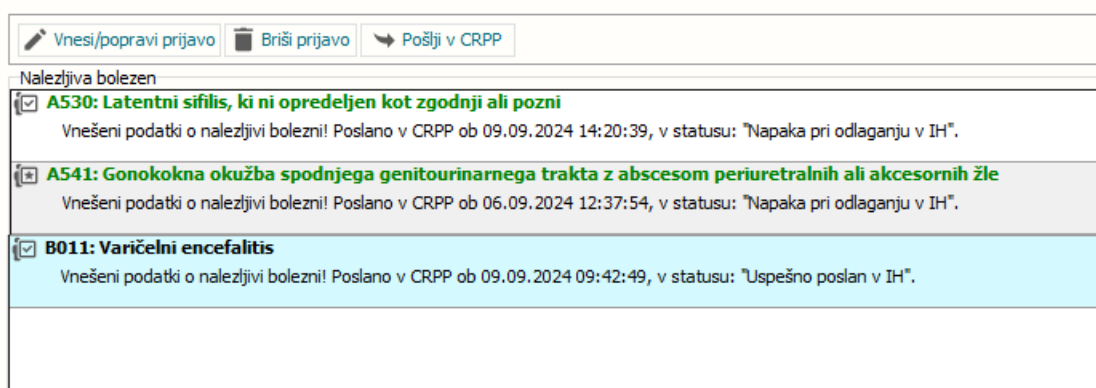 Vnesi/popravi prijavo Briši prijavo Pošlji v CRPP
Nalezljiva bolezen
A530: Latentni sifilis, ki ni opredeljen kot zgodnji ali pozni
Vnešeni podatki o nalezljivi bolezni! Poslano v CRPP ob 09.09.2024 14:20:39, v statusu: "Napaka pri odlaganju v IH".
A541: Gonokokna okužba spodnjega genitourinarnega trakta z abscesom periuretralnih ali akcesornih žle
Vnešeni podatki o nalezljivi bolezni! Poslano v CRPP ob 06.09.2024 12:37:54, v statusu: "Napaka pri odlaganju v IH".
B011: Varičelni encefalitis
Vnešeni podatki o nalezljivi bolezni! Poslano v CRPP ob 09.09.2024 09:42:49, v statusu: "Uspešno poslan v IH".